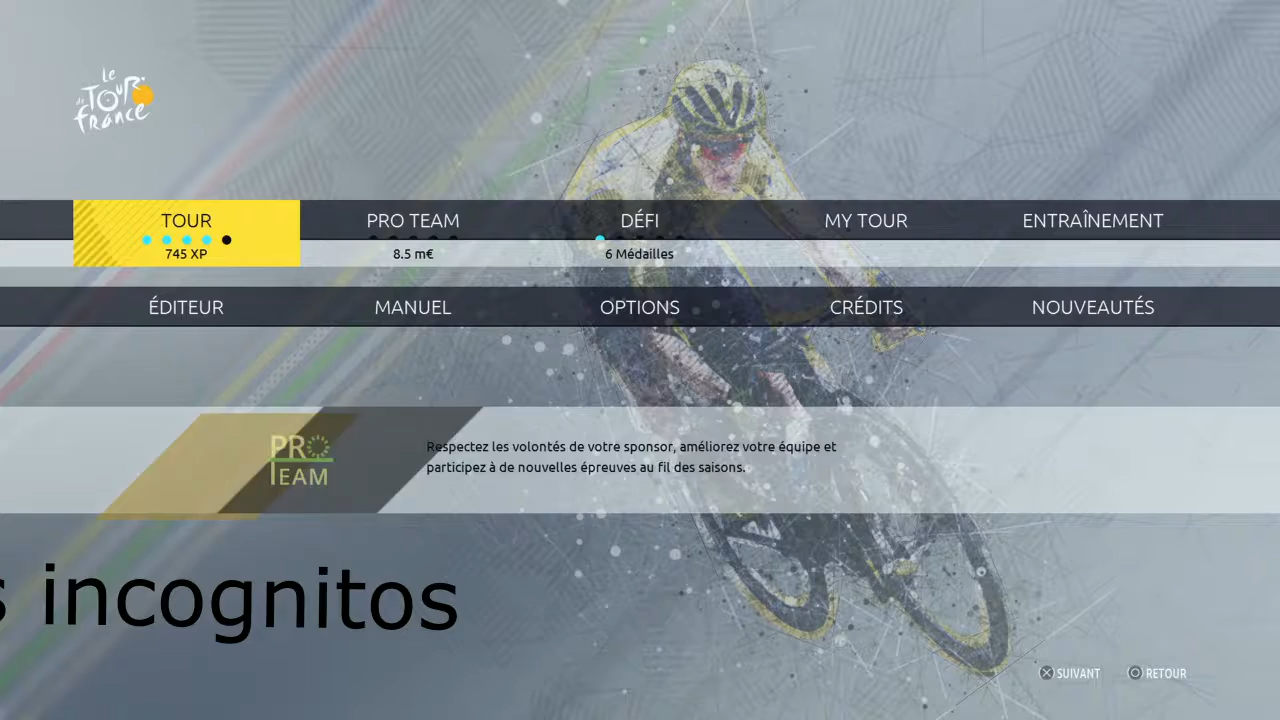 le
TOUR
de
france
TOUR
PRO TEAM
DÉFI
MY TOUR
ENTRAÎNEMENT
745 XP
8.5 m€
6 Médailles
ÉDITEUR
MANUEL
OPTIONS
CRÉDITS
NOUVEAUTÉS
PRO
TEAM
Respectez les volontés de votre sponsor, améliorez votre équipe et
participez à de nouvelles épreuves au fil des saisons.
s incognitos
SUIVANT
RETOUR